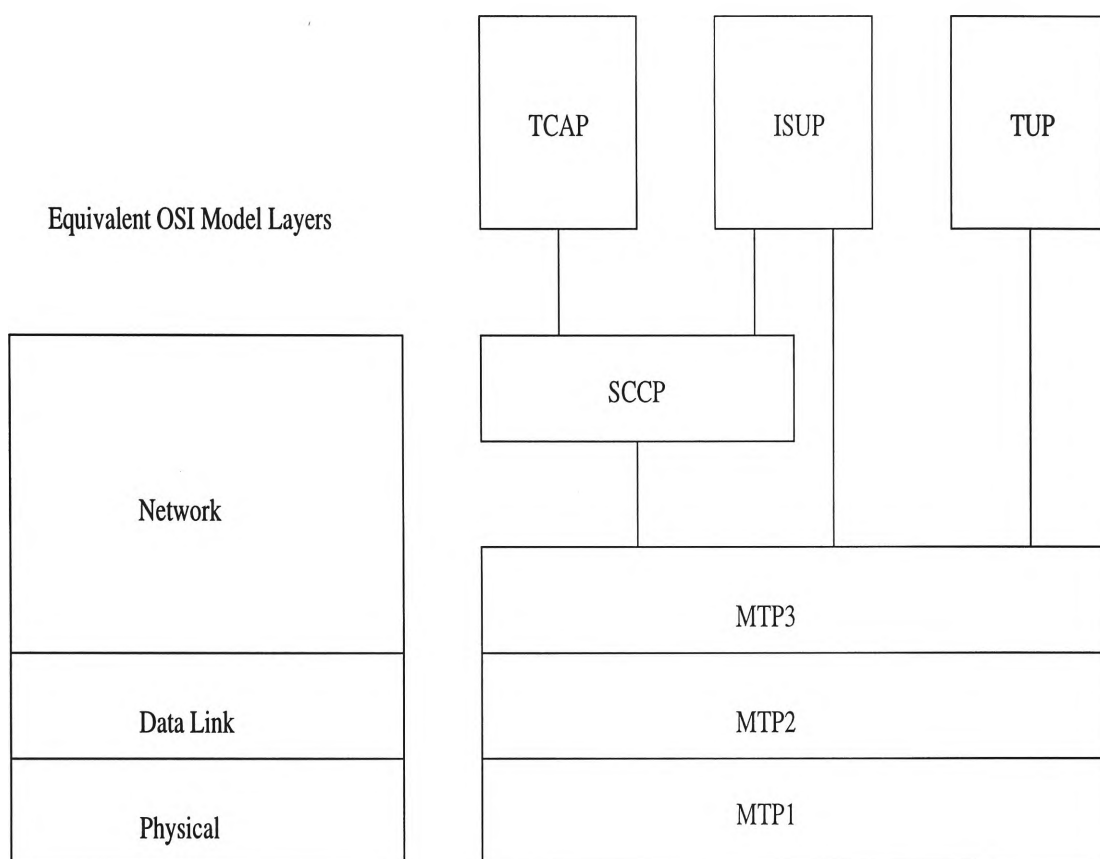 TCAP
ISUP
TUP
Equivalent OSI Model Layers
SCCP
Network
MTP3
Data Link
MTP2
Physical
MTP1